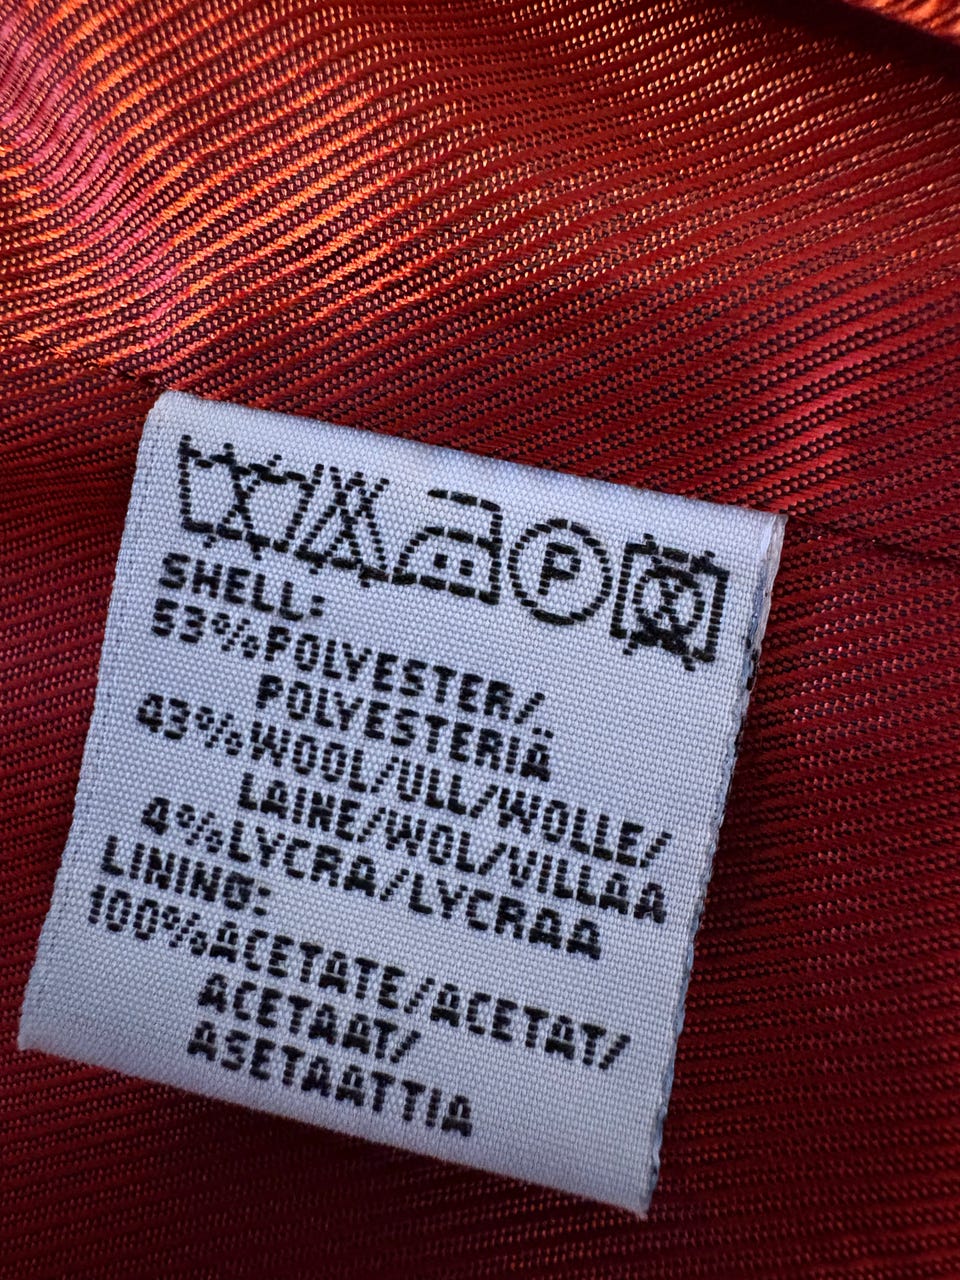 P
SHELL:
53%POLYESTER/
POLYESTERIÄ
43%WOOL/ULL/WOLLE/
LAINE/WOL/VILLAA
4%LYCRA/LYCRAA
LINING:
100%ACETATE/ACETAT/
ACETAAT/
ASETAATTIA